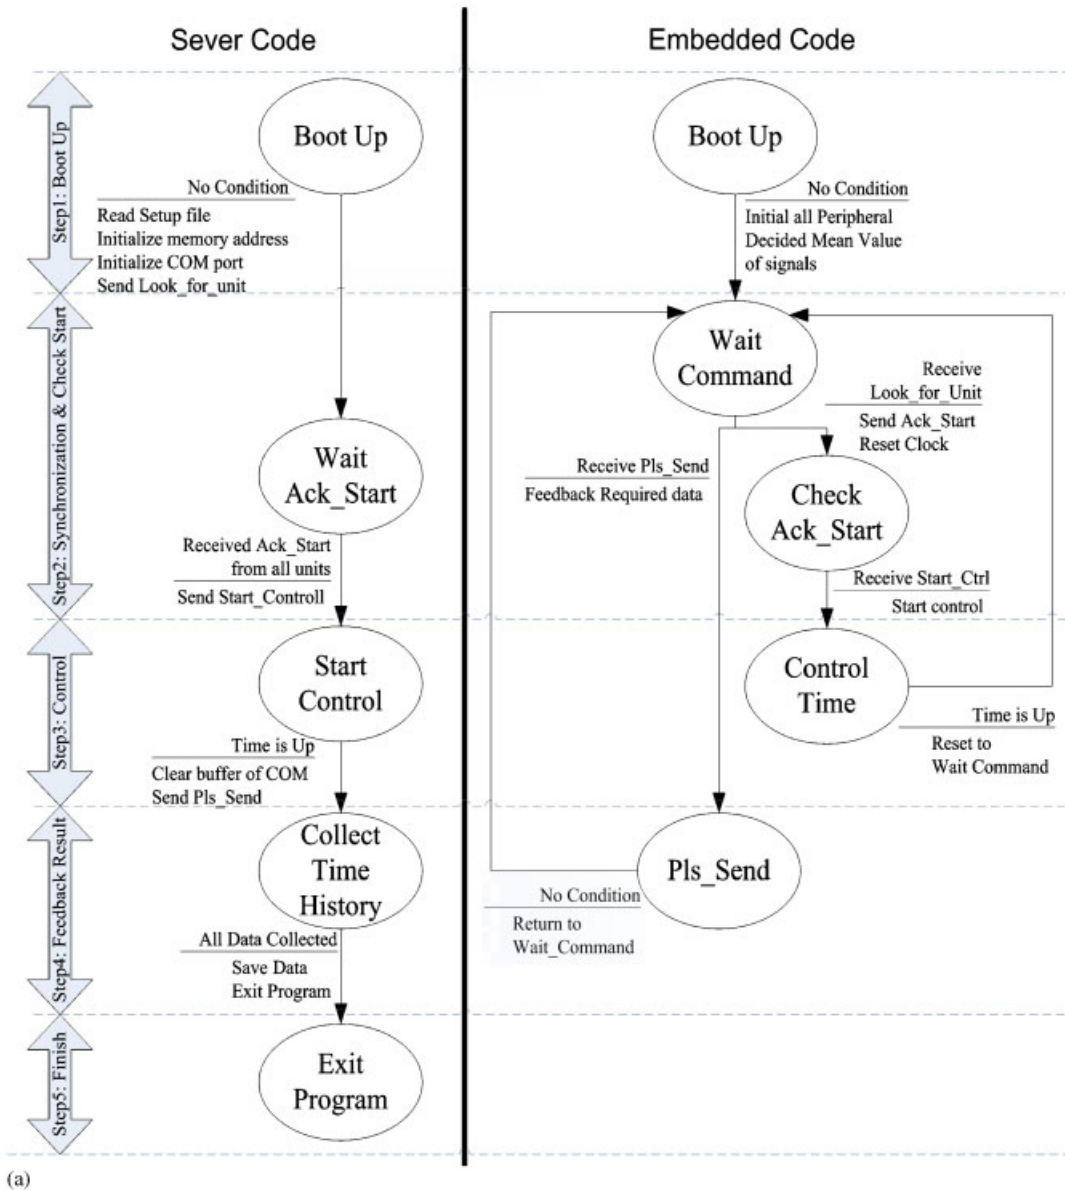 Sever Code
Embedded Code
Step1: Boot Up
Boot Up
No Condition
Read Setup file
Initialize memory address
Initialize COM port
Send Look_for_unit
Boot Up
No Condition
Initial all Peripheral
Decided Mean Value
of signals
Step2: Synchronization & Check Start
Wait
Ack_Start
Received Ack_Start
from all units
Send Start_Controll
Wait
Command
Receive
Look_for_Unit
Send Ack_Start
Reset Clock
Receive Pls_Send
Feedback Required data
Check
Ack_Start
Receive Start_Ctrl
Start control
Step3: Control
Start
Control
Time is Up
Clear buffer of COM
Send Pls_Send
Control
Time
Time is Up
Reset to
Wait Command
Step4: Feedback Result
Collect
Time
History
All Data Collected
Save Data
Exit Program
Pls_Send
No Condition
Return to
Wait_Command
Step5: Finish
Exit
Program
(a)